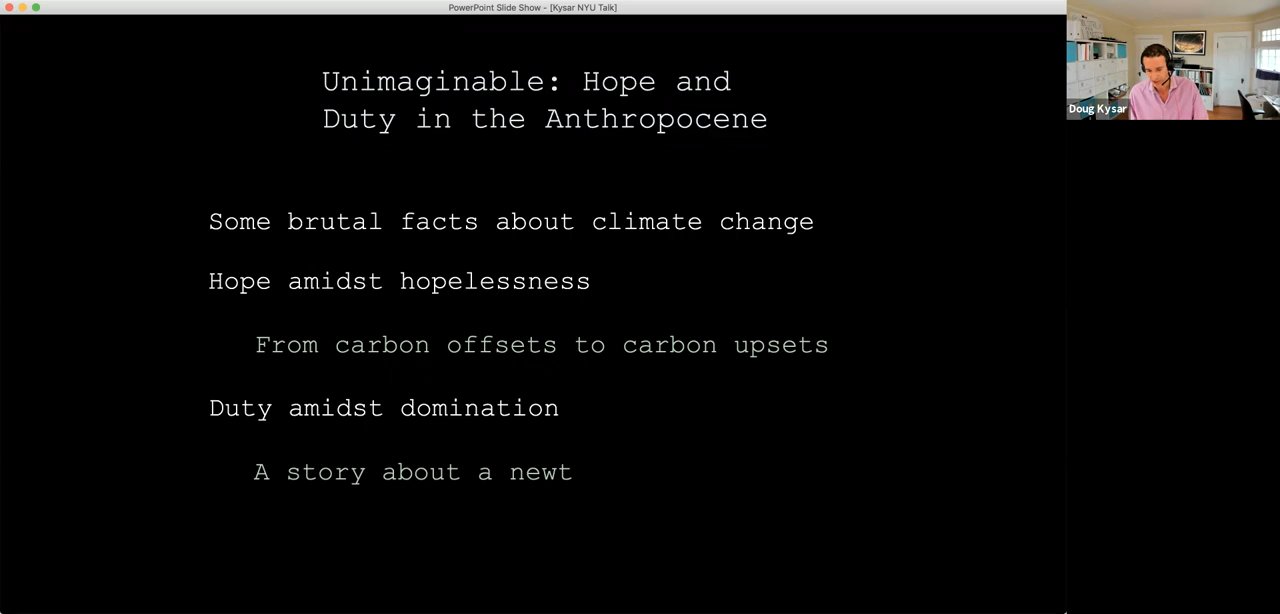 PowerPoint Slide Show - [Kysar NYU Talk]
Unimaginable: Hope and
Duty in the Anthropocene
Doug Kysar
Some brutal facts about climate change
Hope amidst hopelessness
From carbon offsets to carbon upsets
Duty amidst domination
A story about a newt